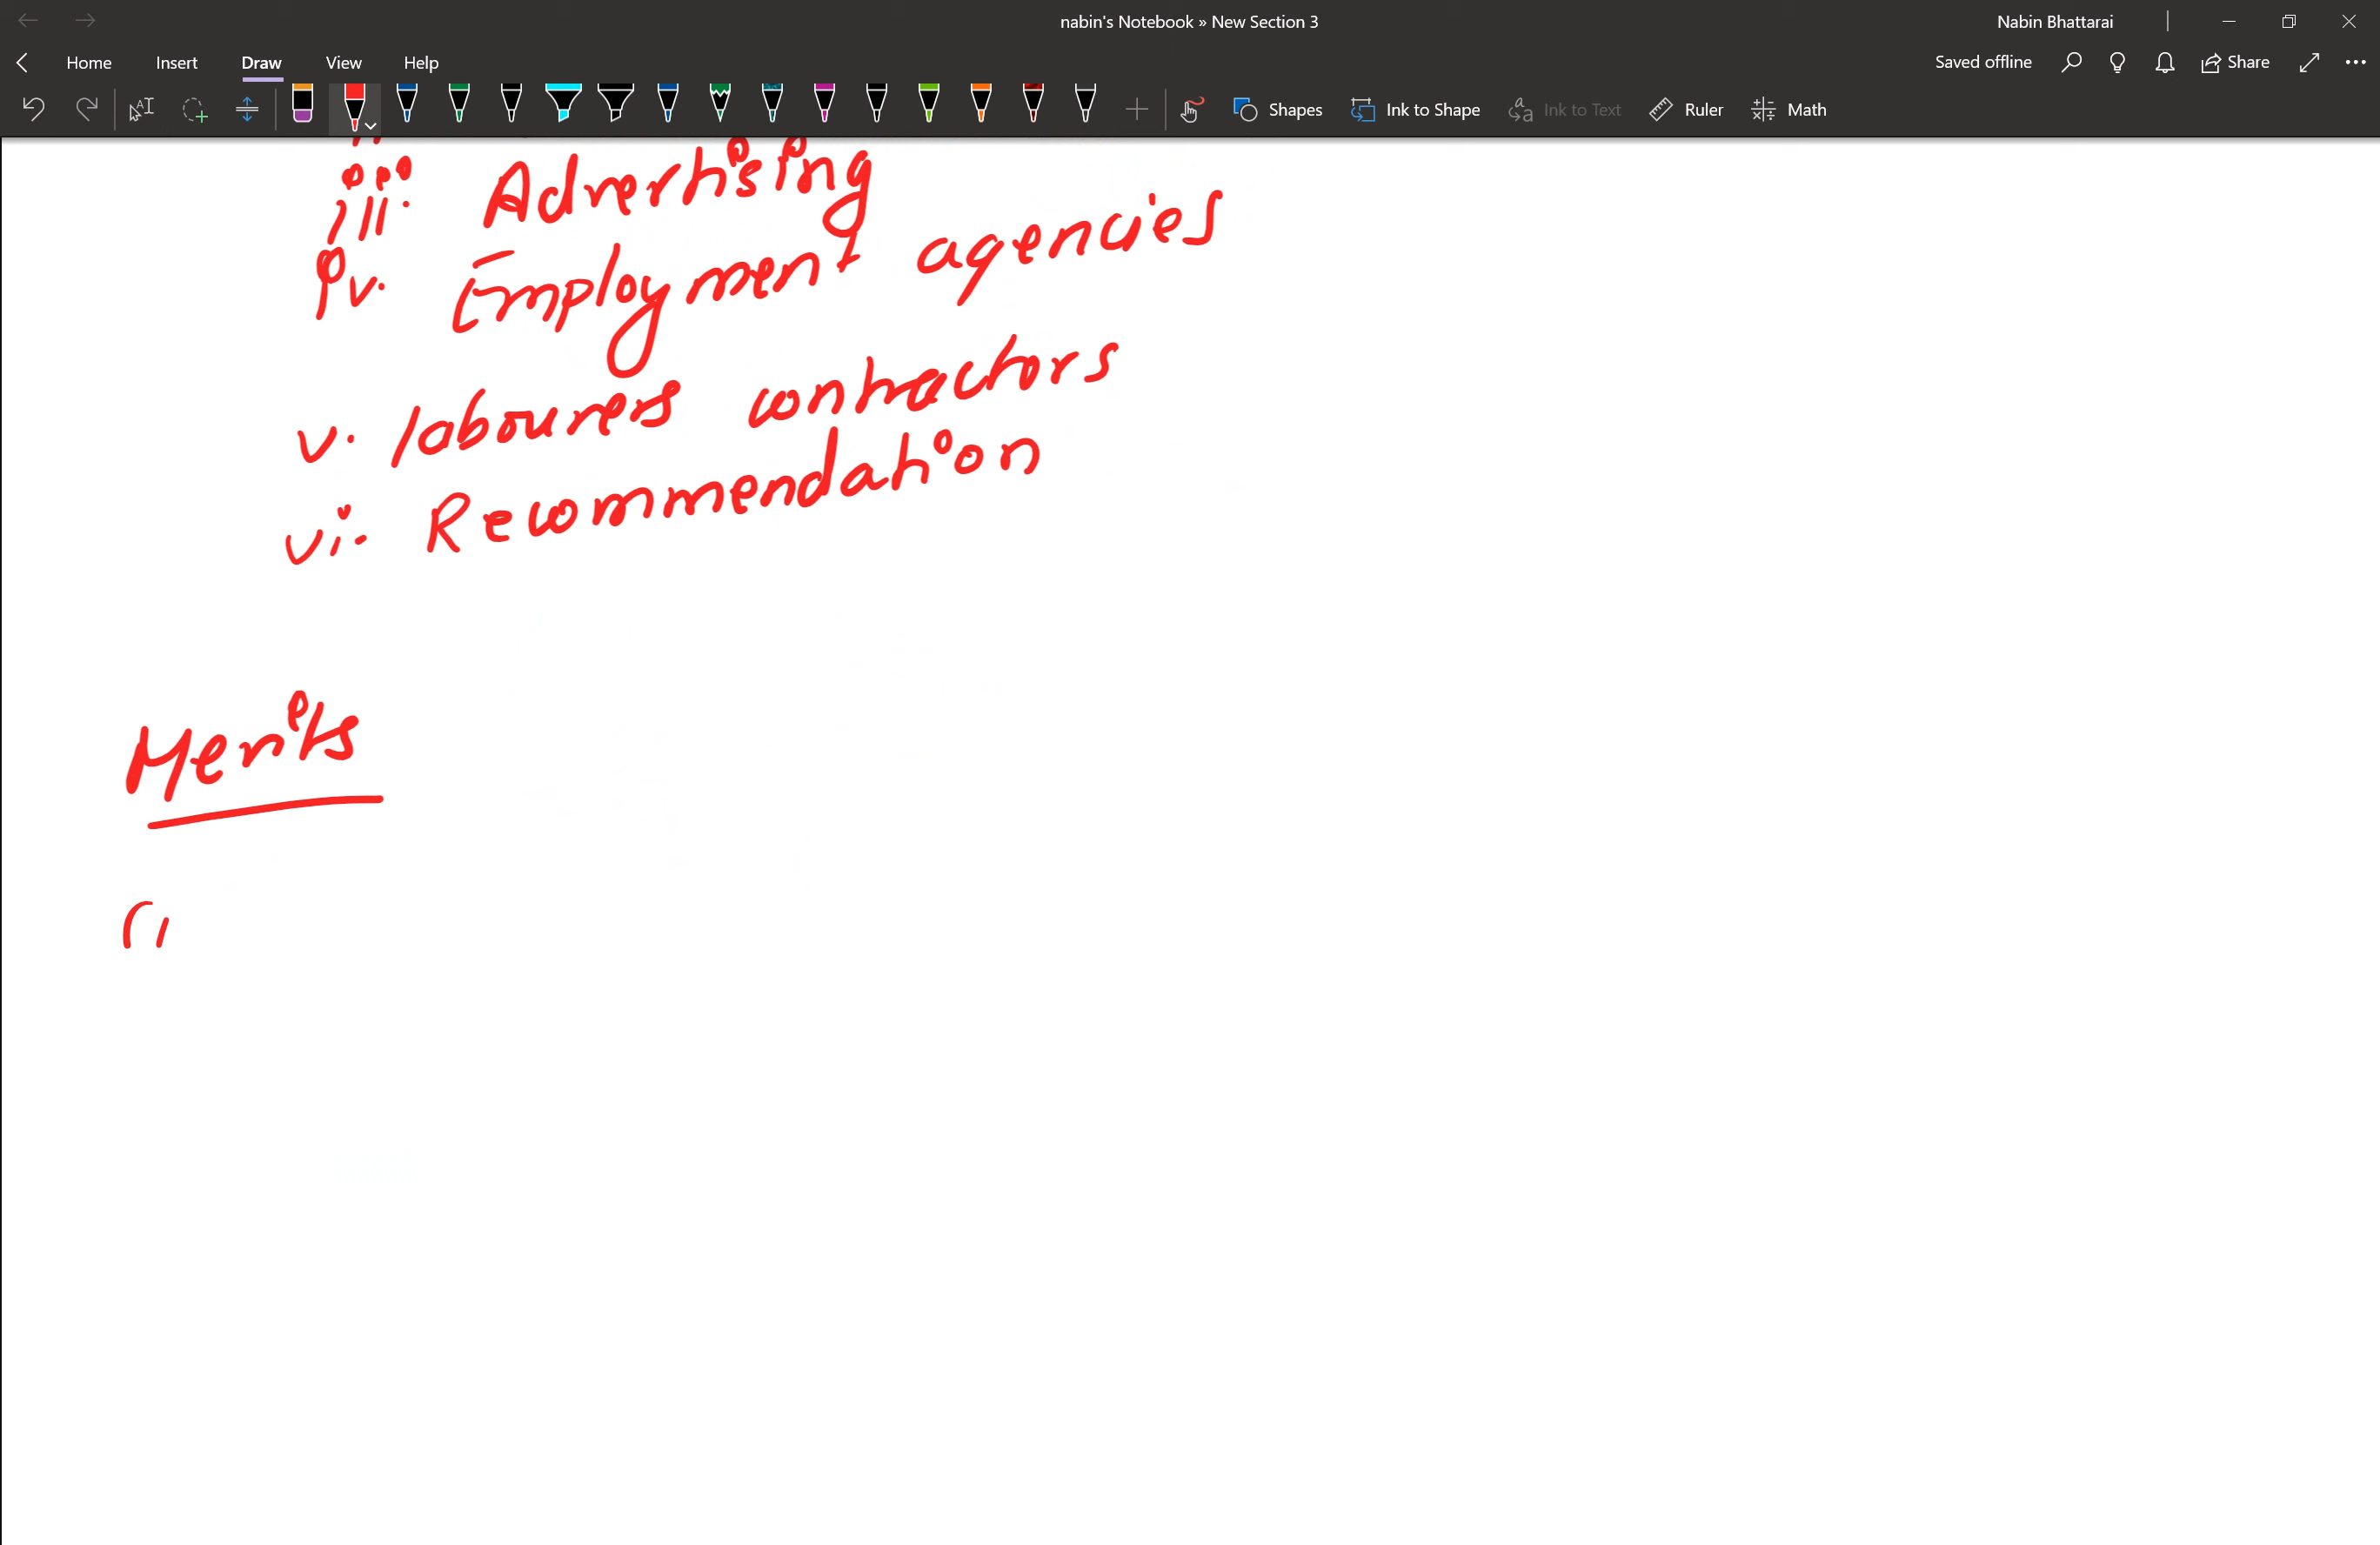 nabin's Notebook » New Section 3
Nabin Bhattarai
Home Insert Draw View Help
Saved offline
Share
Shapes Ink to Shape Ink to Text Ruler Math
iii. Advertising
iv. Employment agencies
v. labourers contractors
vi. Recommendation
Merits
(i